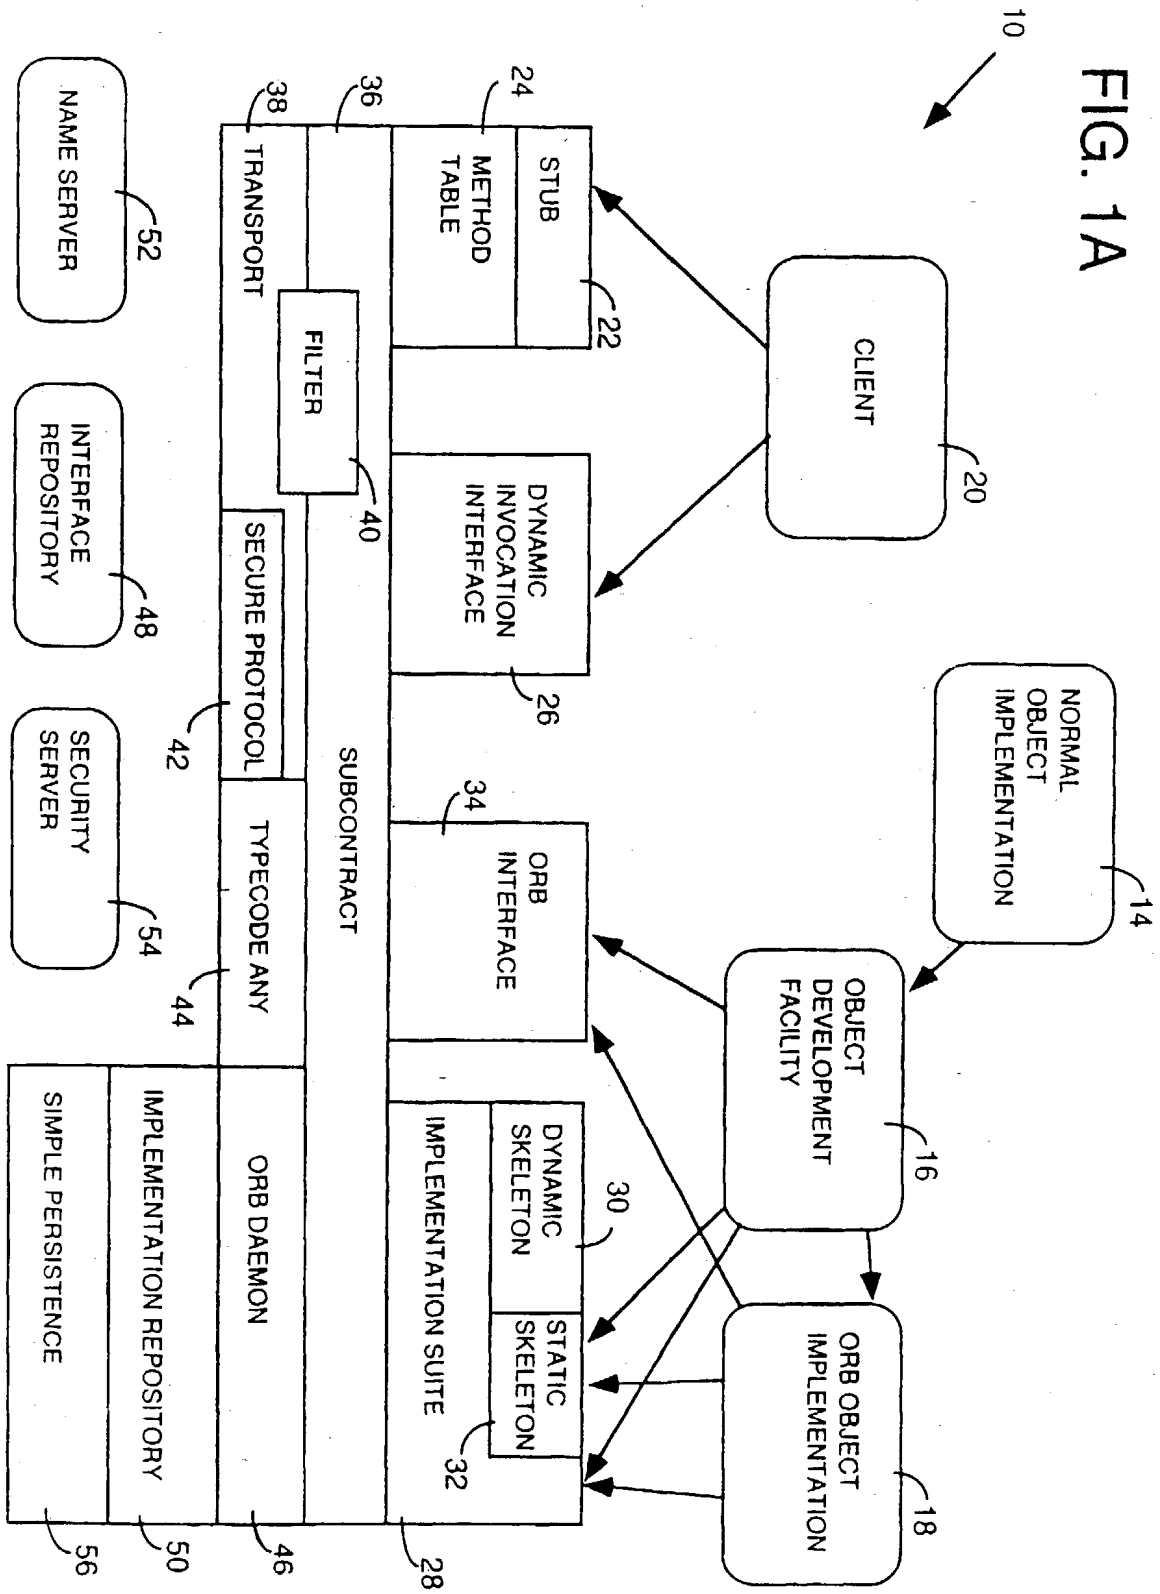 FIG. 1A
10
CLIENT
20
NORMAL
OBJECT
IMPLEMENTATION
14
OBJECT
DEVELOPMENT
FACILITY
16
ORB OBJECT
IMPLEMENTATION
18
STUB
22
24
METHOD
TABLE
DYNAMIC
INVOCATION
INTERFACE
26
34
ORB
INTERFACE
DYNAMIC
SKELETON
30
STATIC
SKELETON
32
IMPLEMENTATION SUITE
28
36
SUBCONTRACT
FILTER
40
38
TRANSPORT
SECURE PROTOCOL
42
TYPECODE ANY
44
ORB DAEMON
46
IMPLEMENTATION REPOSITORY
50
SIMPLE PERSISTENCE
56
NAME SERVER
52
INTERFACE
REPOSITORY
48
SECURITY
SERVER
54